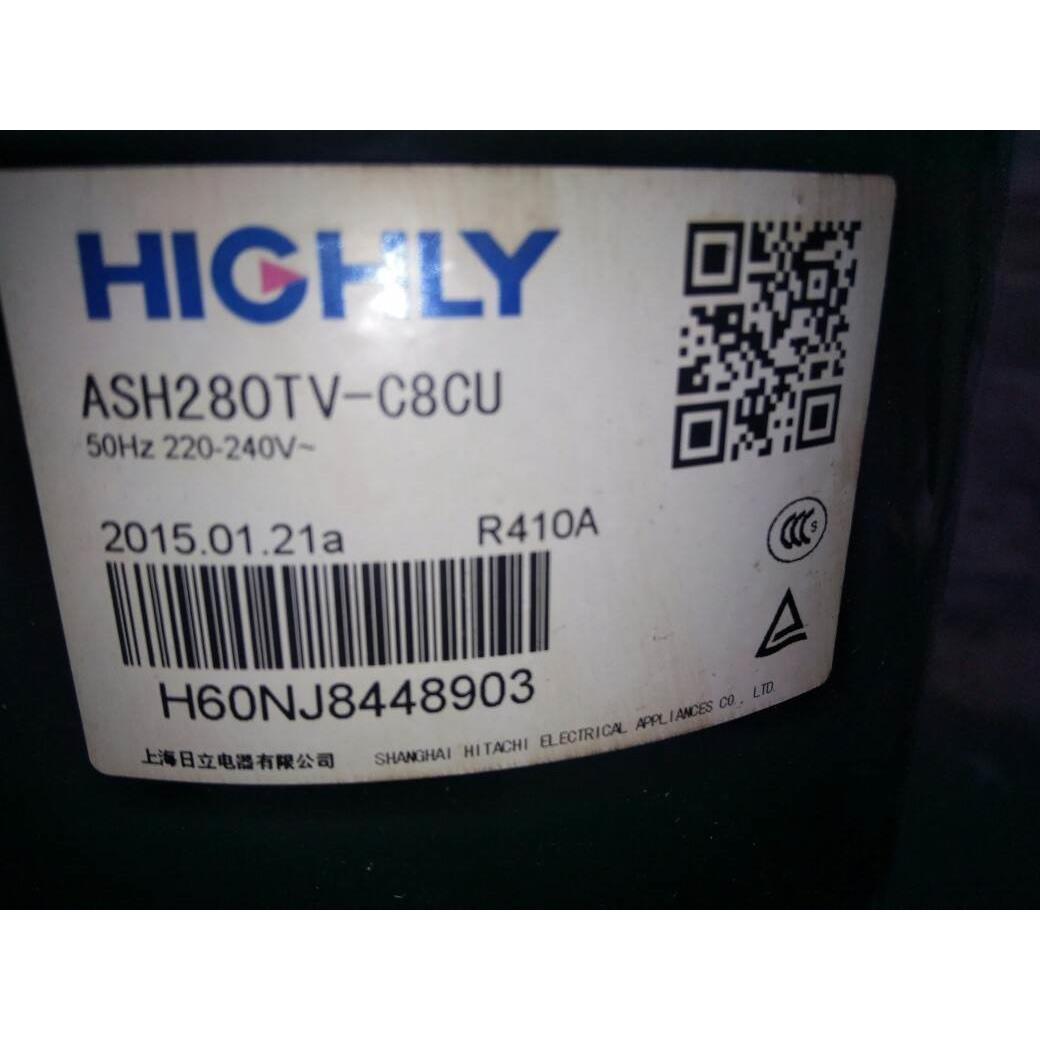 HIGHLY
ASH280TV-C8CU
50Hz 220-240V~
2015.01.21a R410A
CCC S
H60NJ8448903
上海日立电器有限公司 SHANGHAI HITACHI ELECTRICAL APPLIANCES CO., LTD.